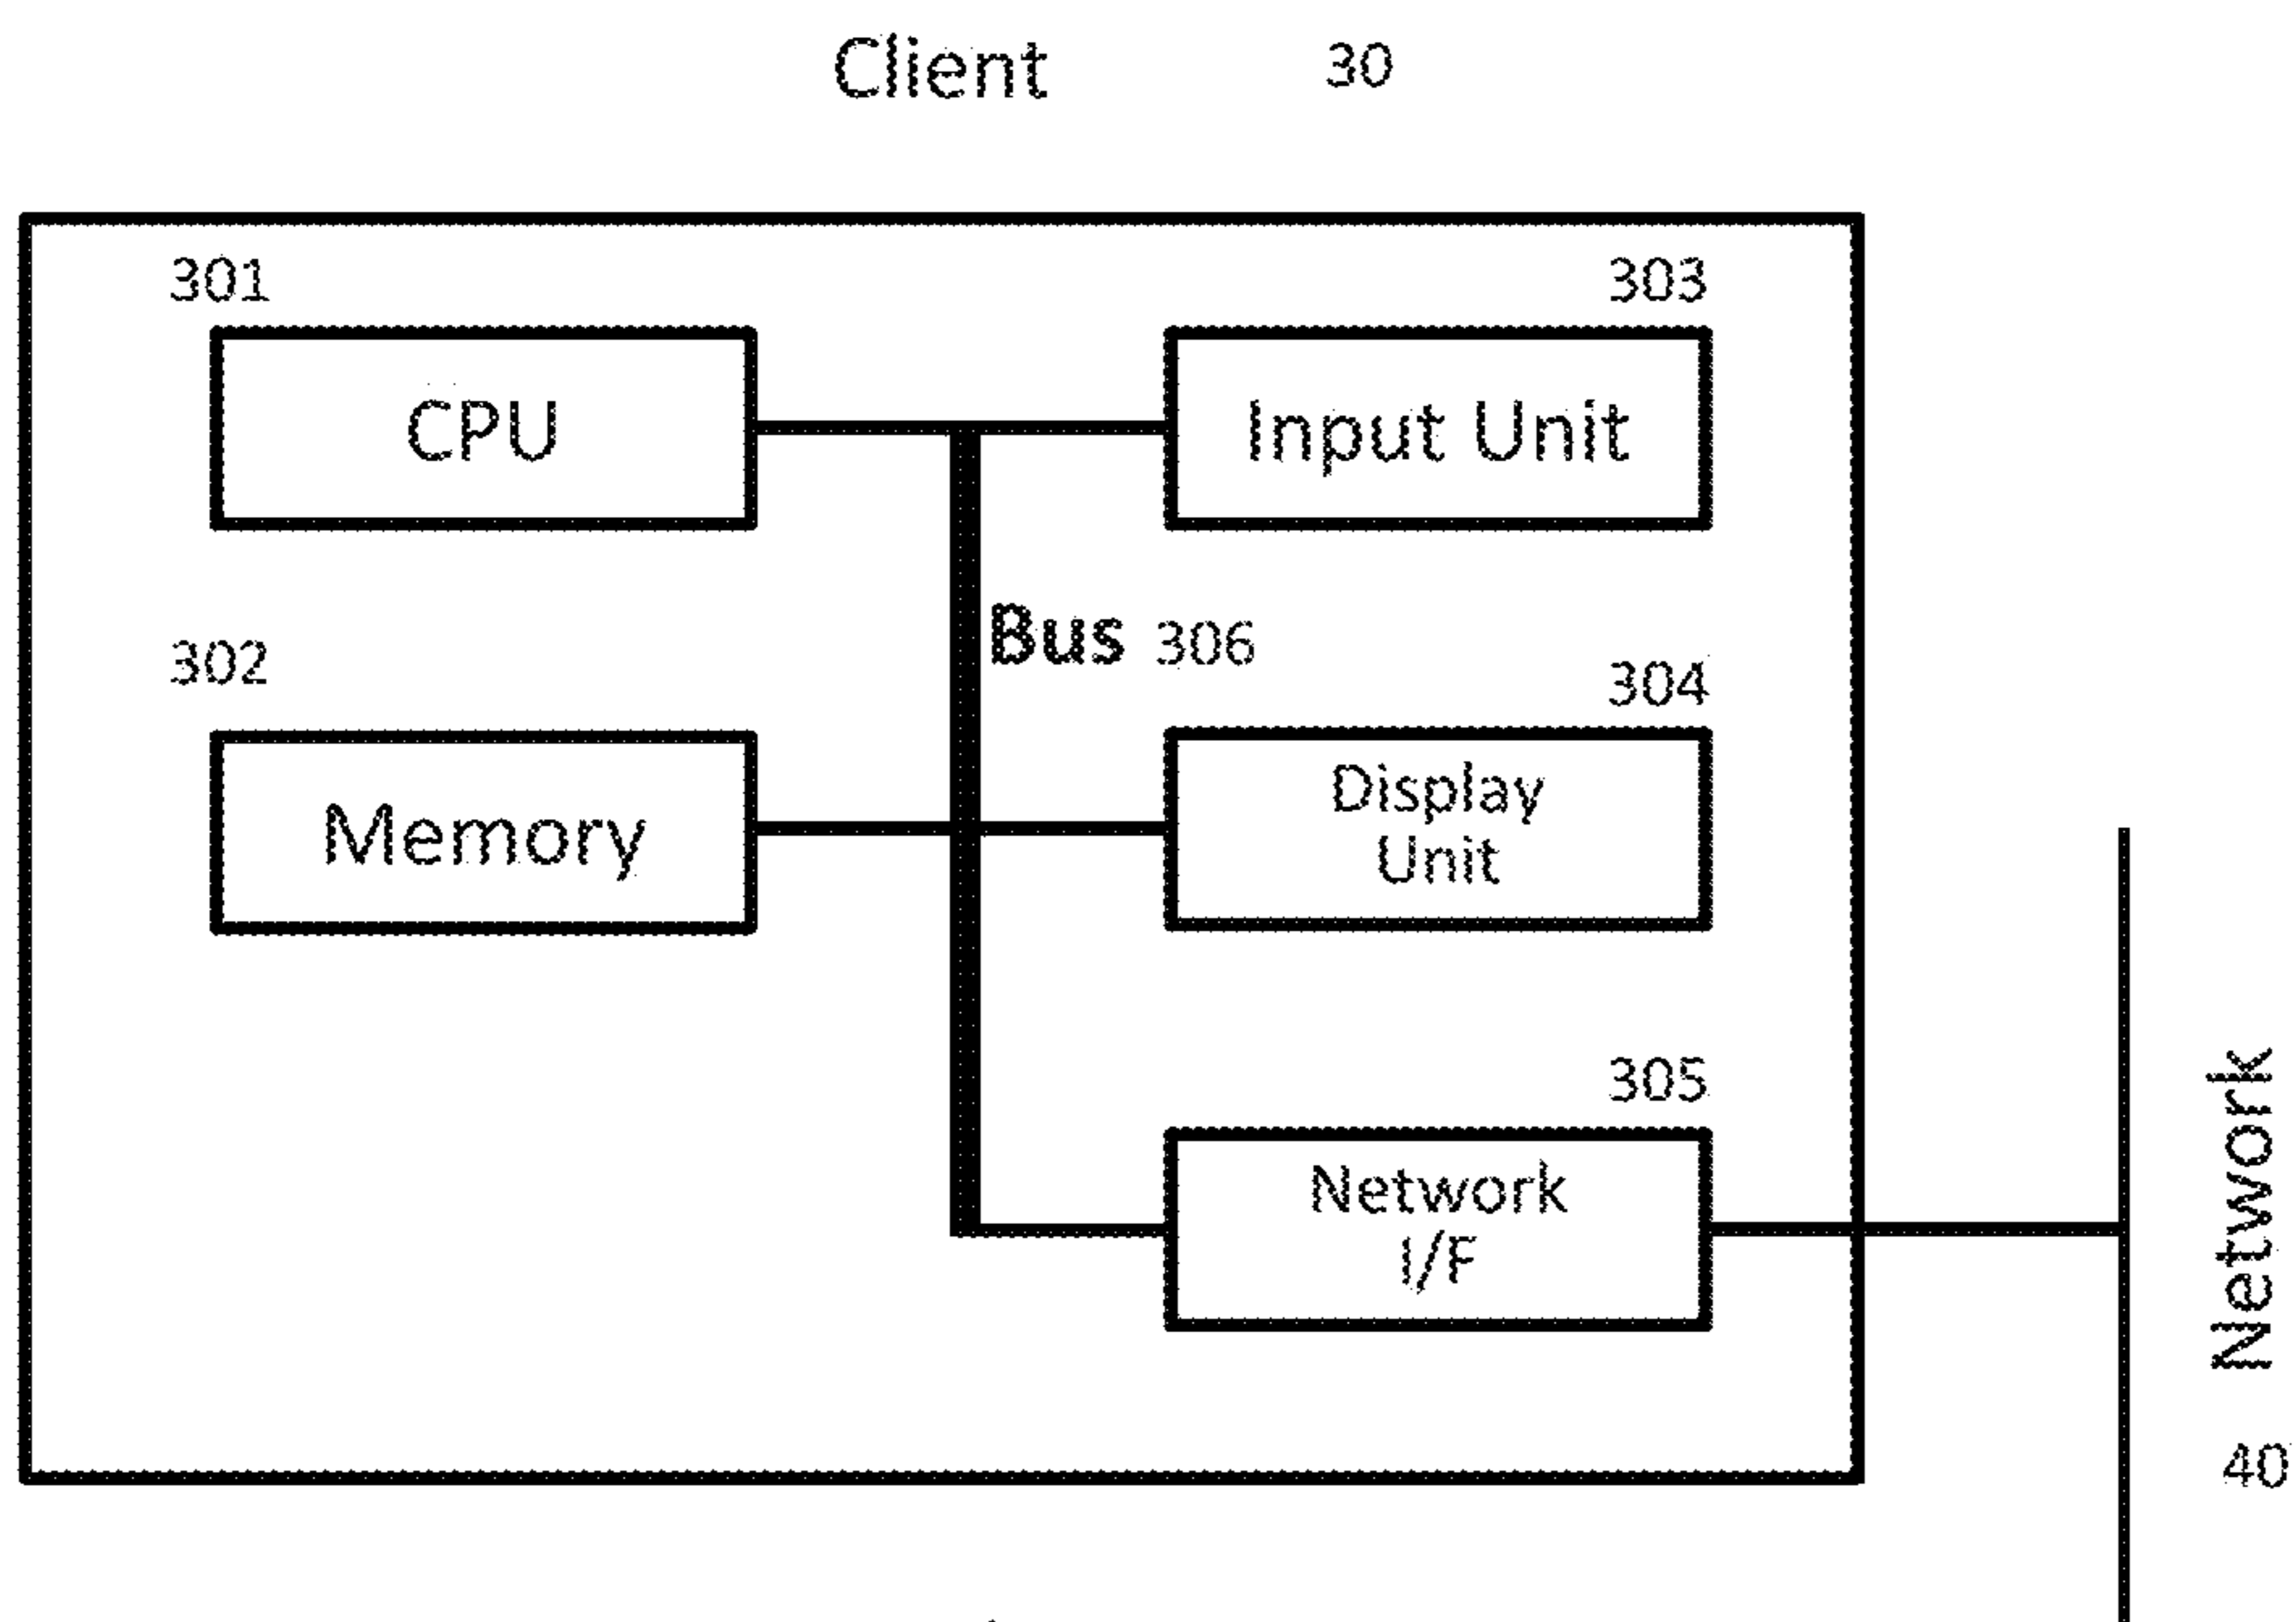 Client 30
301
303
CPU
Input Unit
Bus 306
302
304
Memory
Display
Unit
305
Network
I/F
Network
40